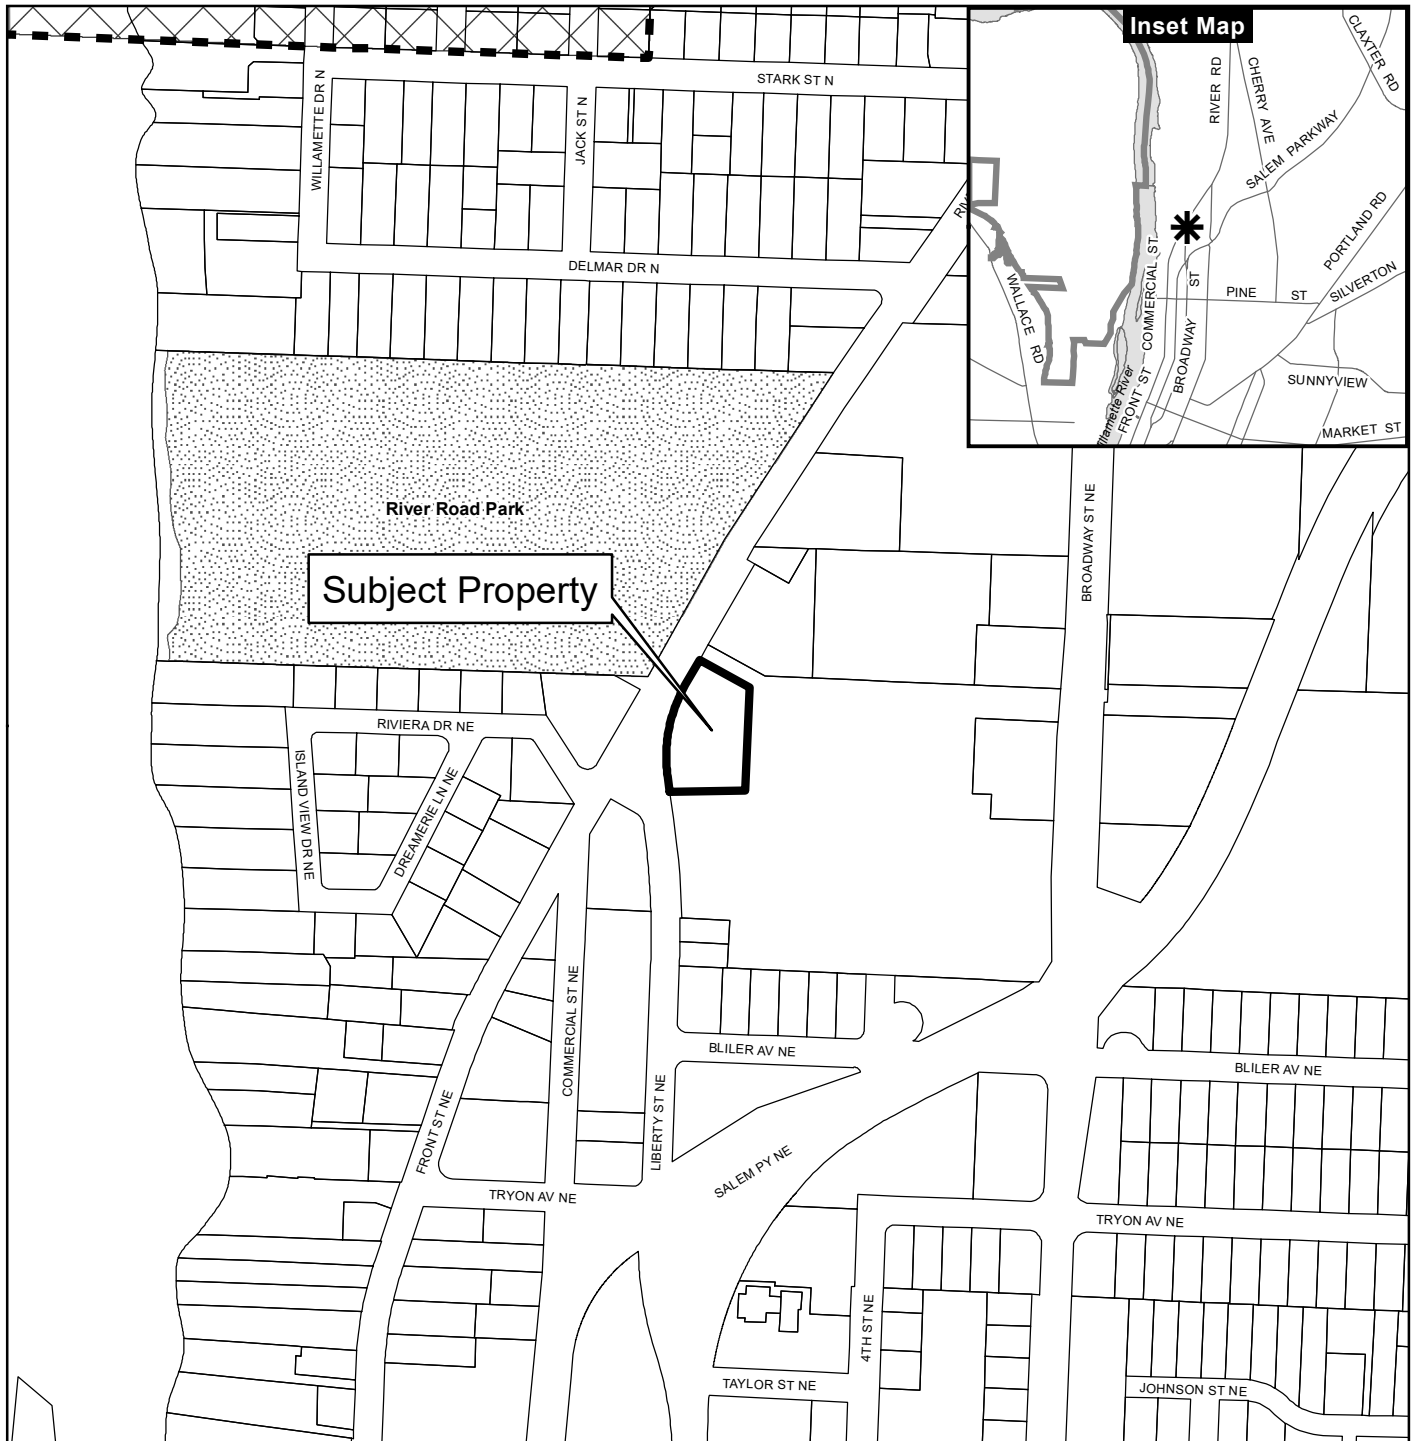 Inset Map
CLAXTER RD
RIVER RD
CHERRY AVE
SALEM PARKWAY
PORTLAND RD
SILVERTON
PINE ST
COMMERCIAL ST
ST
BROADWAY
WALLACE RD
FRONT ST
SUNNYVIEW
MARKET ST
STARK ST N
WILLAMETTE DR N
JACK ST N
DELMAR DR N
River Road Park
Subject Property
BROADWAY ST NE
RIVIERA DR NE
ISLAND VIEW DR NE
DREAMERIE LN NE
COMMERCIAL ST NE
BLILER AV NE
BLILER AV NE
LIBERTY ST NE
FRONT ST NE
SALEM PY NE
TRYON AV NE
TRYON AV NE
4TH ST NE
TAYLOR ST NE
JOHNSON ST NE